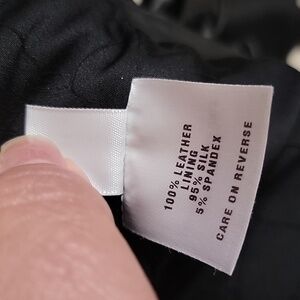 100% LEATHER
LINING
95% SILK
5% SPANDEX
CARE ON REVERSE